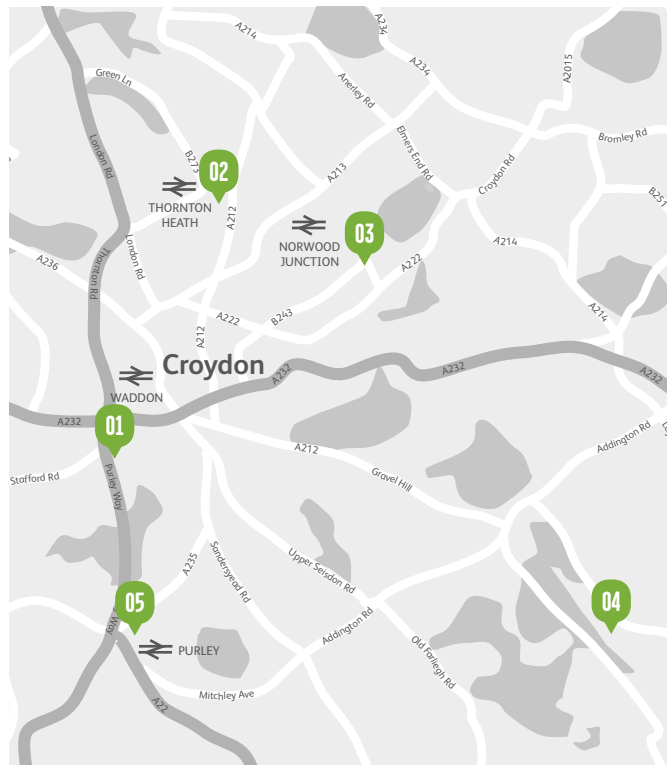 A214
A234
A234
A2015
Green Ln
Anerley Rd
Elmers End Rd
Bromley Rd
London Rd
B273
02
A213
Croydon Rd
B251
THORNTON
HEATH
A212
NORWOOD
JUNCTION
03
A214
London Rd
Thornton Rd
A236
A222
A222
B243
A214
A212
Croydon
WADDON
A232
A232
A232
A232
01
A212
Addington Rd
Stafford Rd
Purley Way
Gravel Hill
A235
Sandersyead Rd
Upper Selsdon Rd
05
04
Way
Addington Rd
PURLEY
Old Farliegh Rd
Mitchley Ave
A22